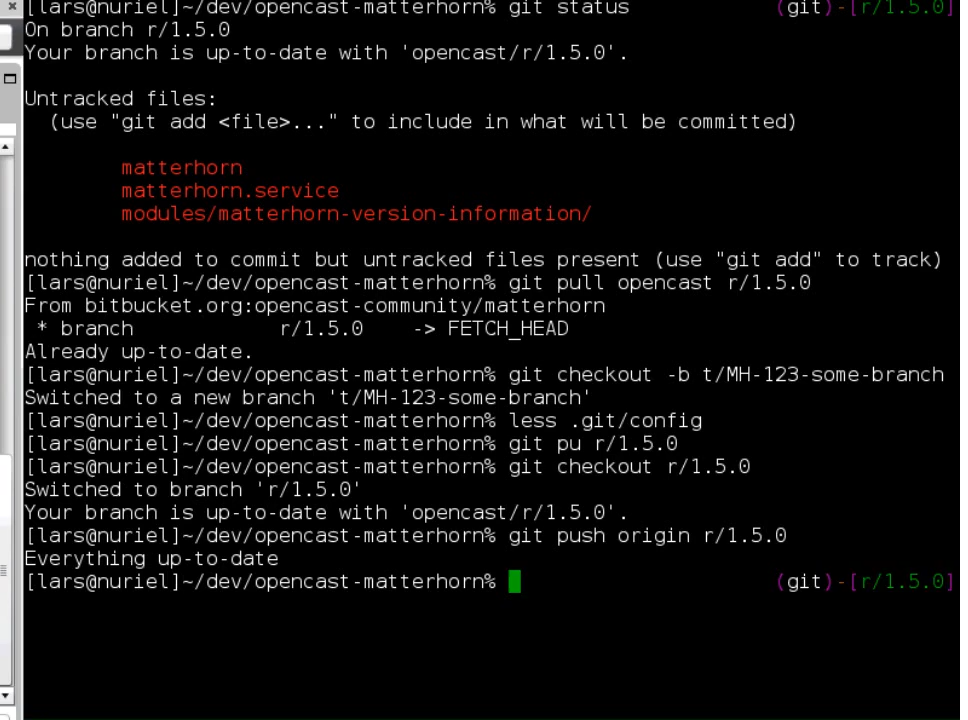 [lars@nuriel]~/dev/opencast-matterhorn% git status (git)-[r/1.5.0]
On branch r/1.5.0
Your branch is up-to-date with 'opencast/r/1.5.0'.
Untracked files:
(use "git add <file>..." to include in what will be committed)
matterhorn
matterhorn.service
modules/matterhorn-version-information/
nothing added to commit but untracked files present (use "git add" to track)
[lars@nuriel]~/dev/opencast-matterhorn% git pull opencast r/1.5.0
From bitbucket.org:opencast-community/matterhorn
* branch r/1.5.0 -> FETCH_HEAD
Already up-to-date.
[lars@nuriel]~/dev/opencast-matterhorn% git checkout -b t/MH-123-some-branch
Switched to a new branch 't/MH-123-some-branch'
[lars@nuriel]~/dev/opencast-matterhorn% less .git/config
[lars@nuriel]~/dev/opencast-matterhorn% git pu r/1.5.0
[lars@nuriel]~/dev/opencast-matterhorn% git checkout r/1.5.0
Switched to branch 'r/1.5.0'
Your branch is up-to-date with 'opencast/r/1.5.0'.
[lars@nuriel]~/dev/opencast-matterhorn% git push origin r/1.5.0
Everything up-to-date
[lars@nuriel]~/dev/opencast-matterhorn% (git)-[r/1.5.0]